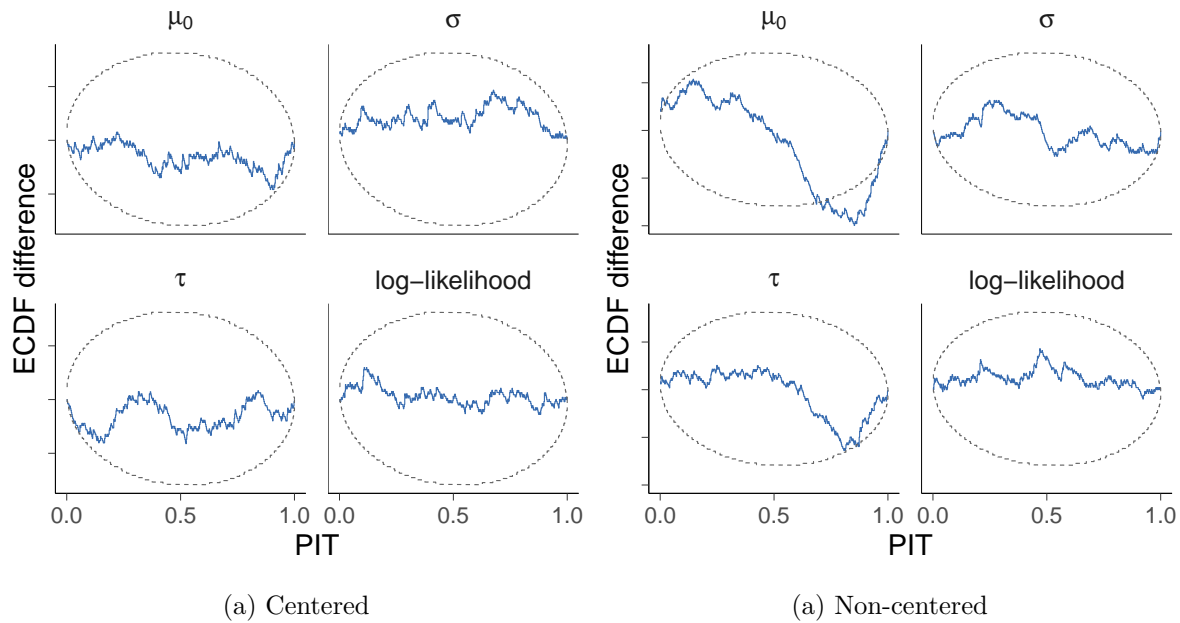 μ₀
σ
μ₀
σ
ECDF difference
ECDF difference
τ
log−likelihood
τ
log−likelihood
0.0
0.5
1.0
0.0
0.5
1.0
0.0
0.5
1.0
0.0
0.5
1.0
PIT
PIT
(a) Centered
(a) Non-centered